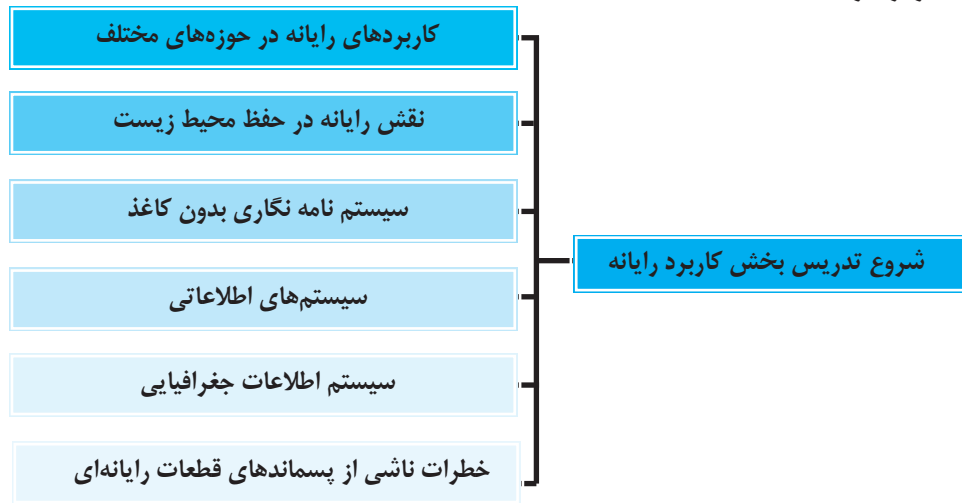 کاربردهای رایانه در حوزه‌های مختلف
نقش رایانه در حفظ محیط زیست
سیستم نامه نگاری بدون کاغذ
شروع تدریس بخش کاربرد رایانه
سیستم‌های اطلاعاتی
سیستم اطلاعات جغرافیایی
خطرات ناشی از پسماندهای قطعات رایانه‌ای